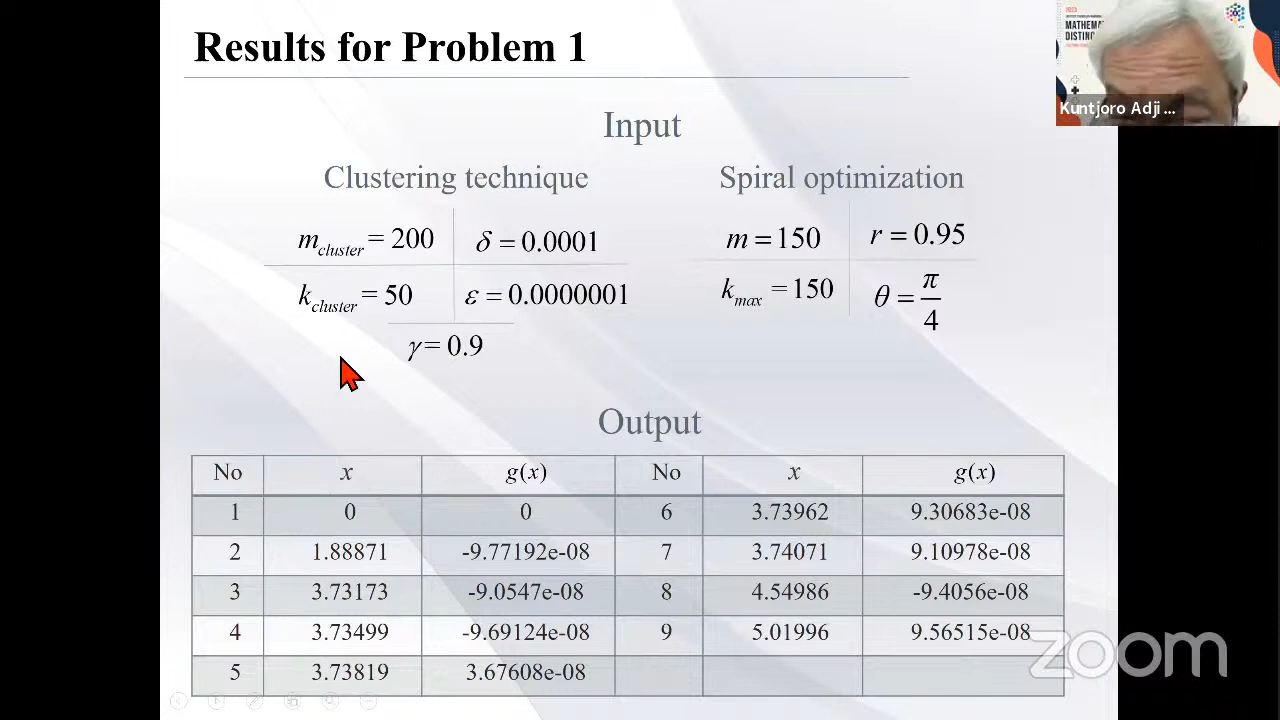 Results for Problem 1
2023
MATHEMA
DISTINC
Kuntjoro Adji ...
Input
Clustering technique
Spiral optimization
m_cluster = 200
δ = 0.0001
m = 150
r = 0.95
k_cluster = 50
ε = 0.0000001
k_max = 150
θ = π/4
γ = 0.9
Output
No x g(x) No x g(x)
1 0 0 6 3.73962 9.30683e-08
2 1.88871 -9.77192e-08 7 3.74071 9.10978e-08
3 3.73173 -9.0547e-08 8 4.54986 -9.4056e-08
4 3.73499 -9.69124e-08 9 5.01996 9.56515e-08
5 3.73819 3.67608e-08
zoom